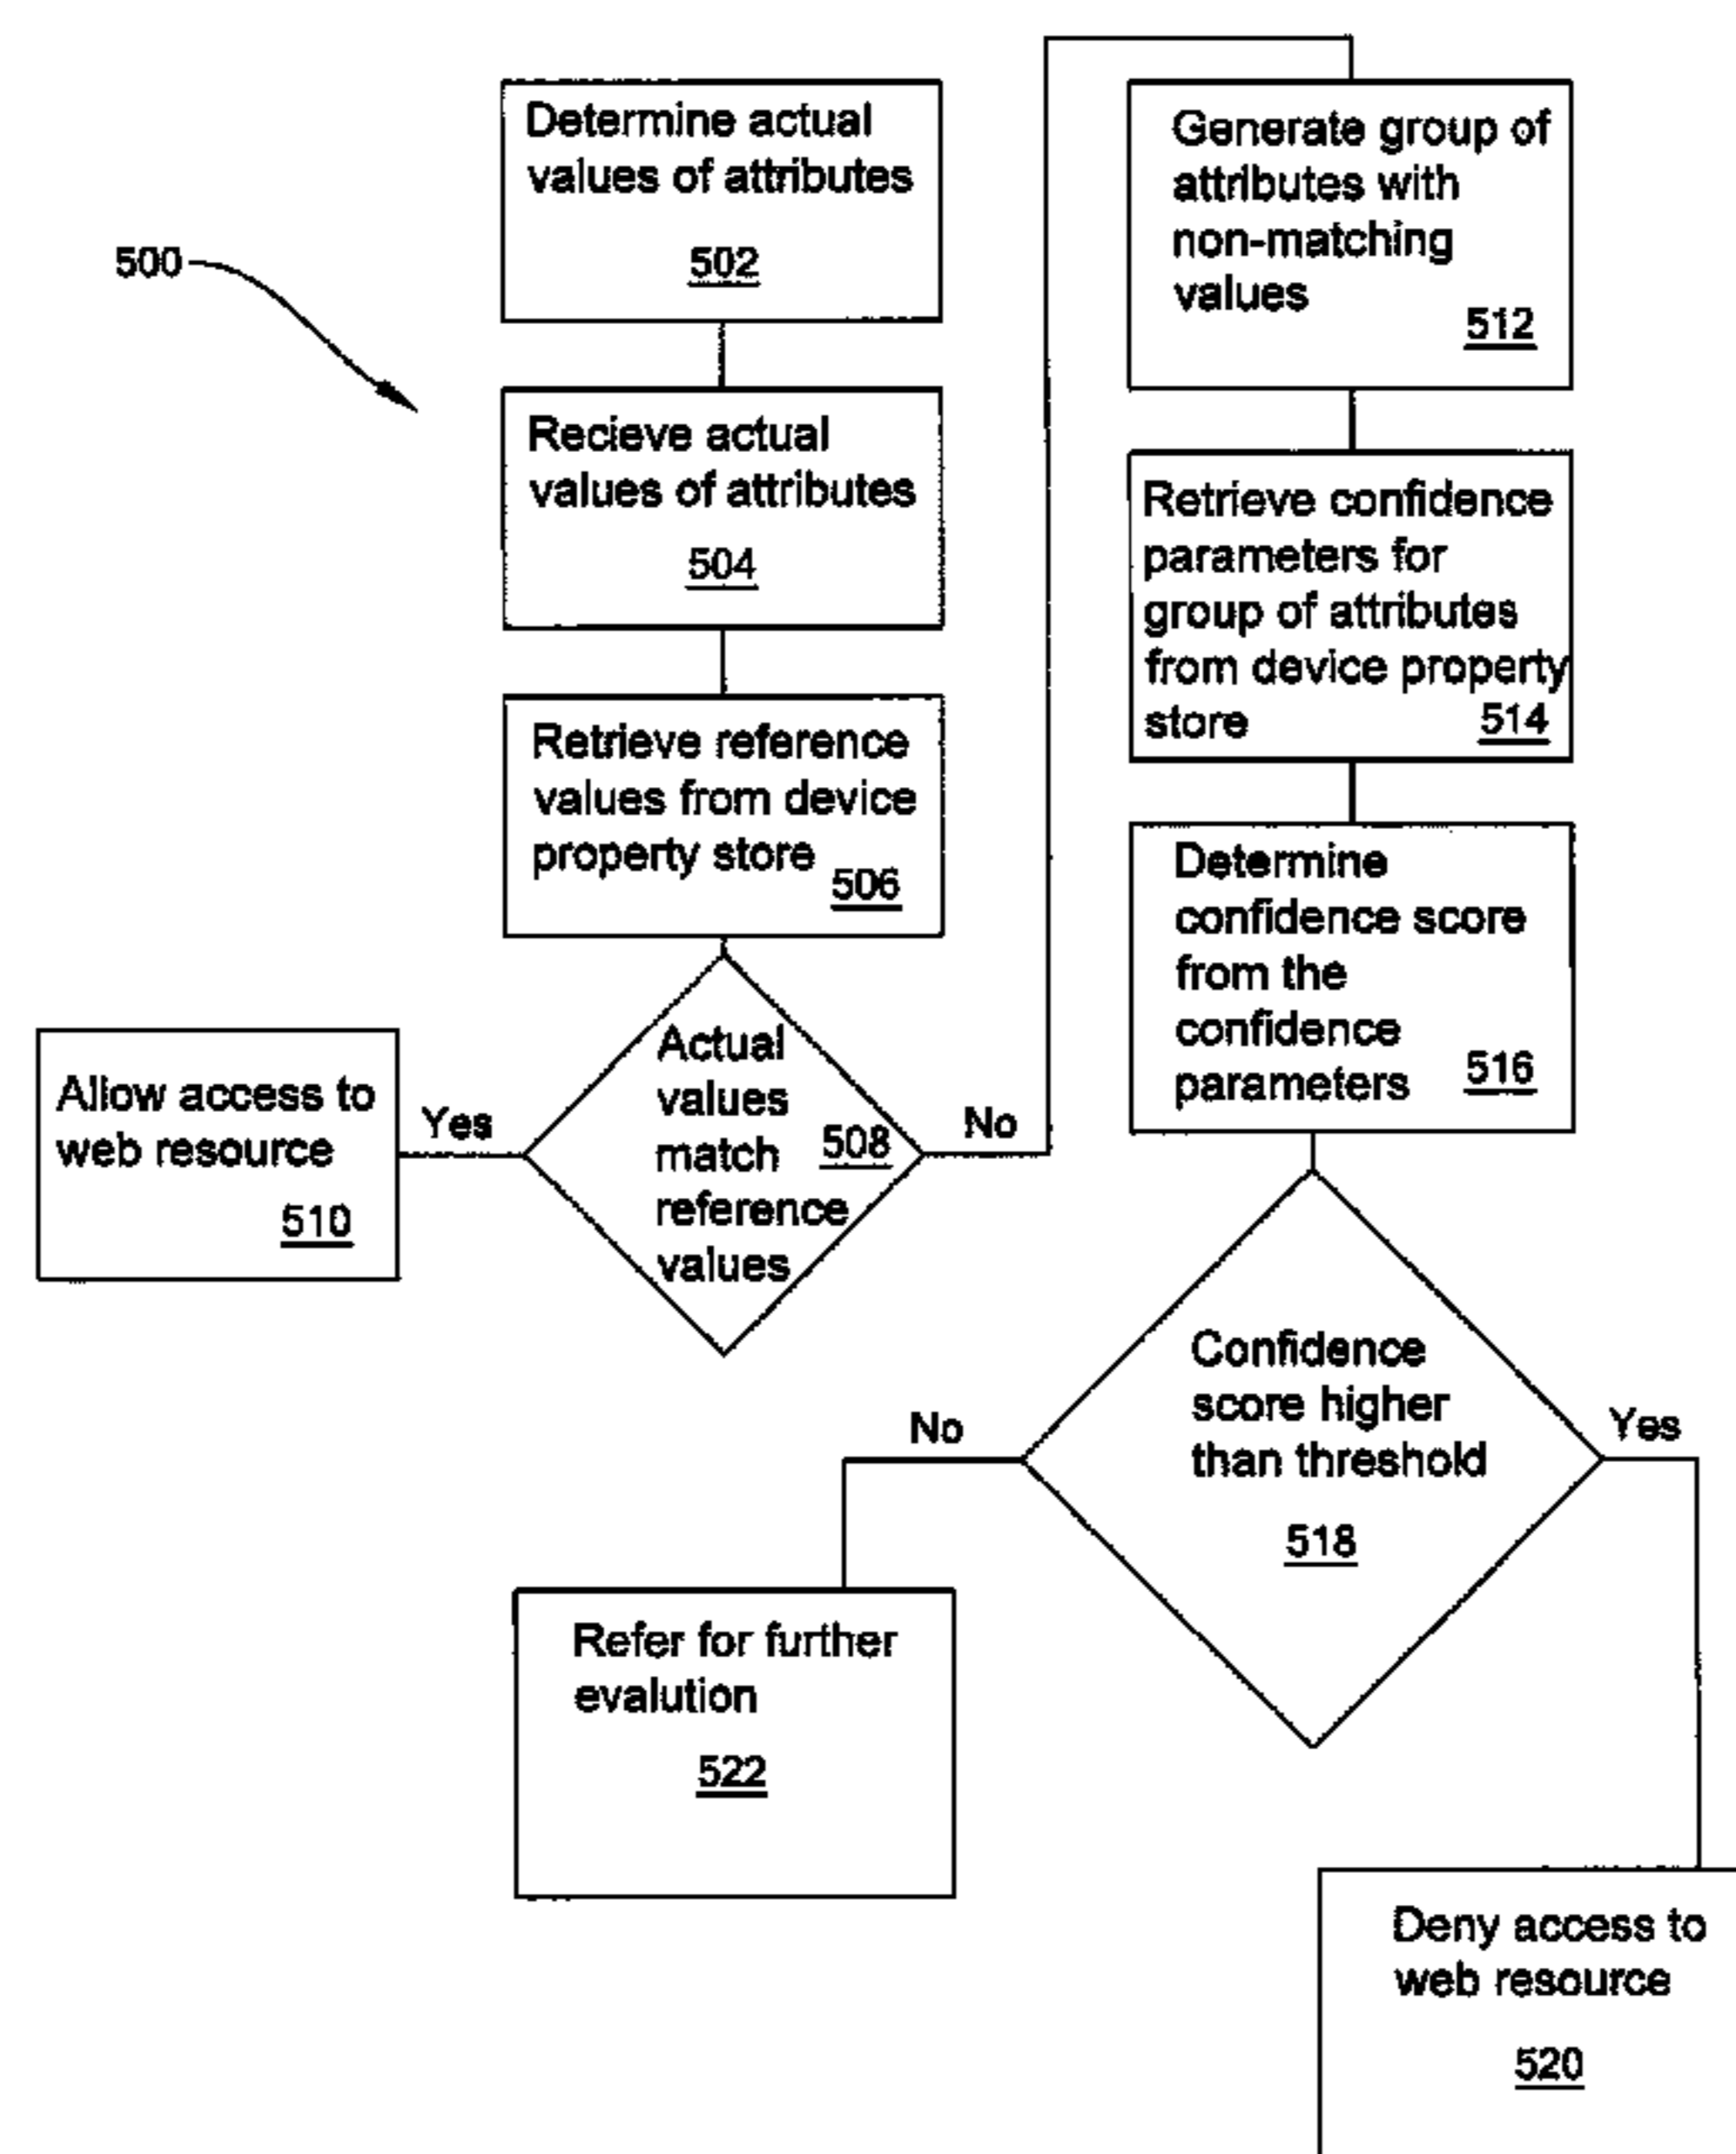 500
Determine actual
values of attributes
502
Recieve actual
values of attributes
504
Retrieve reference
values from device
property store
506
Actual
values
match
reference
values
508
Yes
No
Allow access to
web resource
510
Generate group of
attributes with
non-matching
values
512
Retrieve confidence
parameters for
group of attributes
from device property
store
514
Determine
confidence score
from the
confidence
parameters
516
Confidence
score higher
than threshold
518
No
Yes
Refer for further
evalution
522
Deny access to
web resource
520